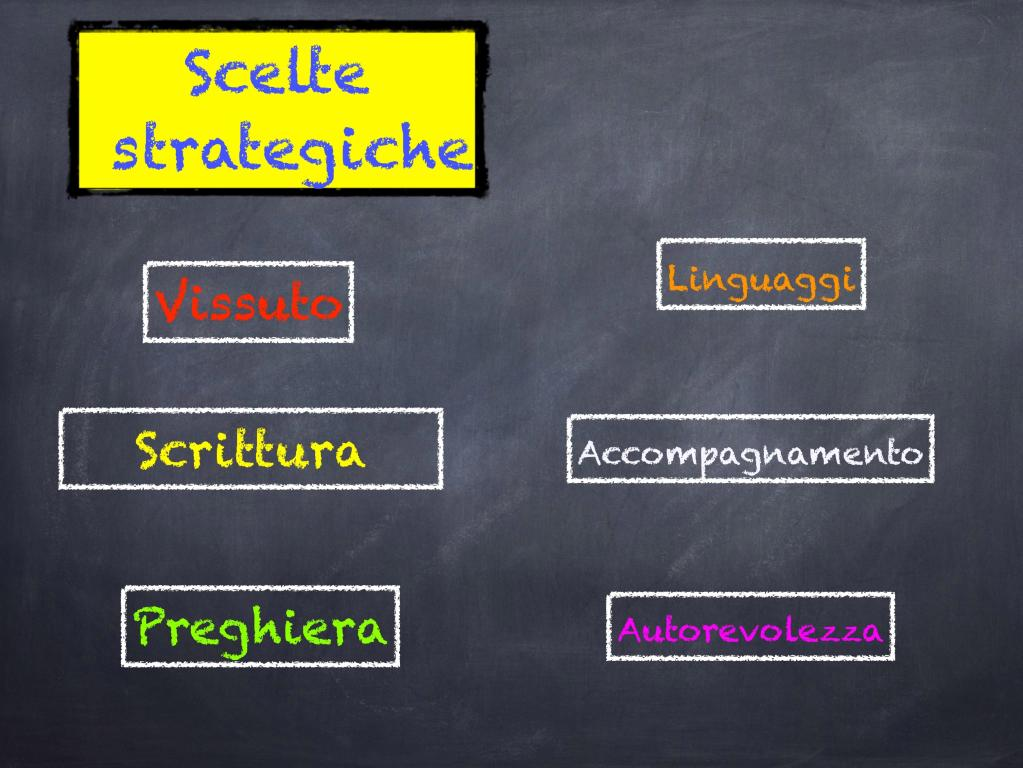 Scelte
strategiche
Vissuto
Linguaggi
Scrittura
Accompagnamento
Preghiera
Autorevolezza